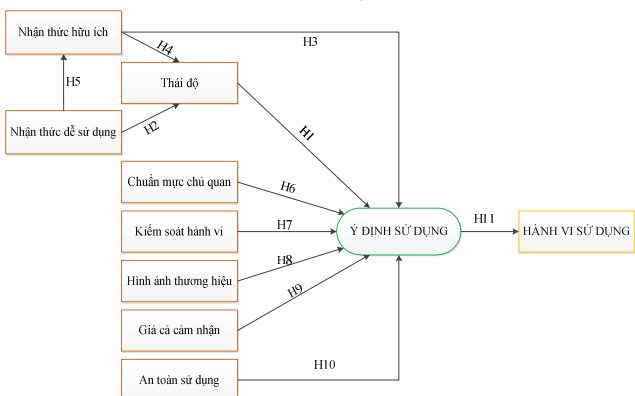 Nhận thức hữu ích
H4
H3
Thái độ
H5
Nhận thức dễ sử dụng
H2
H1
Chuẩn mực chủ quan
H6
Kiểm soát hành vi
H7
Ý ĐỊNH SỬ DỤNG
H11
HÀNH VI SỬ DỤNG
Hình ảnh thương hiệu
H8
Giá cả cảm nhận
H9
An toàn sử dụng
H10